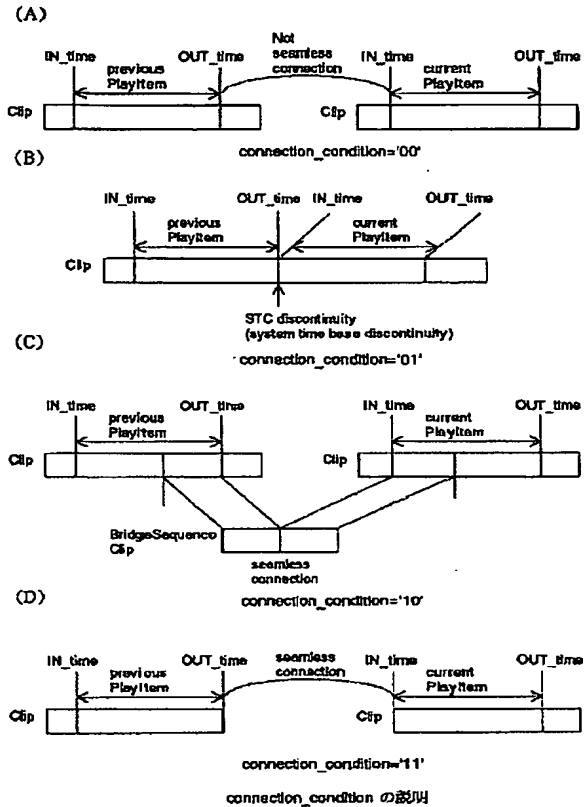 (A)
Not
seamless
connection
IN_time
OUT_time
IN_time
OUT_time
previous
PlayItem
current
PlayItem
Clip
Clip
connection_condition='00'
(B)
IN_time
OUT_time
IN_time
OUT_time
previous
PlayItem
current
PlayItem
Clip
STC discontinuity
(system time base discontinuity)
connection_condition='01'
(C)
IN_time
OUT_time
IN_time
OUT_time
previous
PlayItem
current
PlayItem
Clip
Clip
BridgeSequence
Clip
seamless
connection
connection_condition='10'
(D)
seamless
connection
IN_time
OUT_time
IN_time
OUT_time
previous
PlayItem
current
PlayItem
Clip
Clip
connection_condition='11'
connection_condition の説明